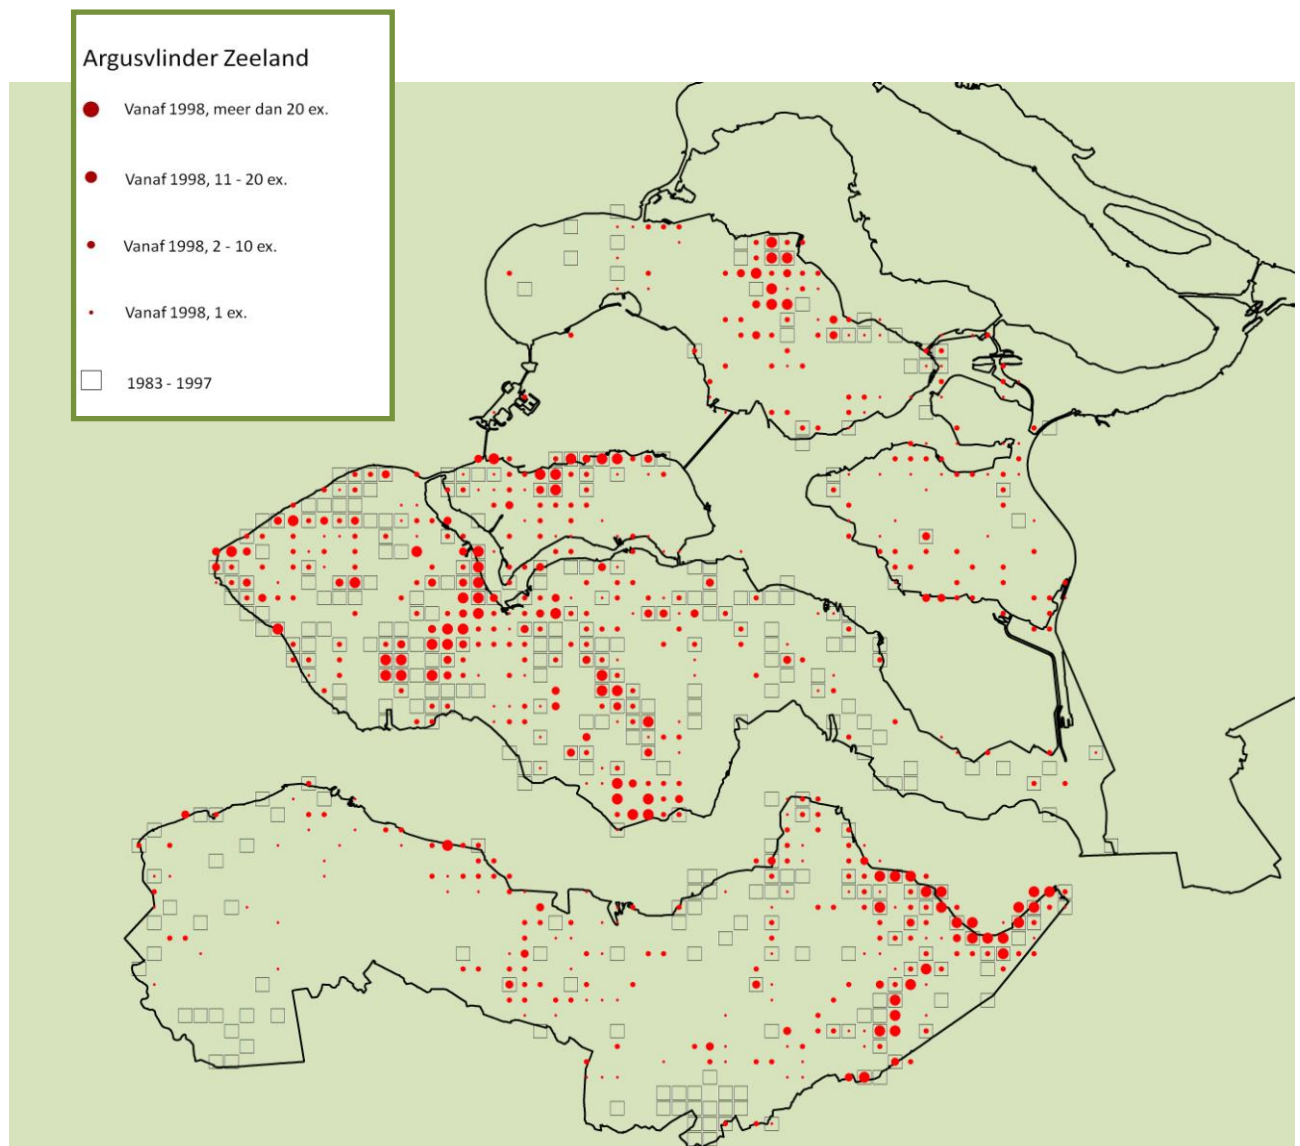 Argusvlinder Zeeland
Vanaf 1998, meer dan 20 ex.
Vanaf 1998, 11 - 20 ex.
Vanaf 1998, 2 - 10 ex.
Vanaf 1998, 1 ex.
1983 - 1997